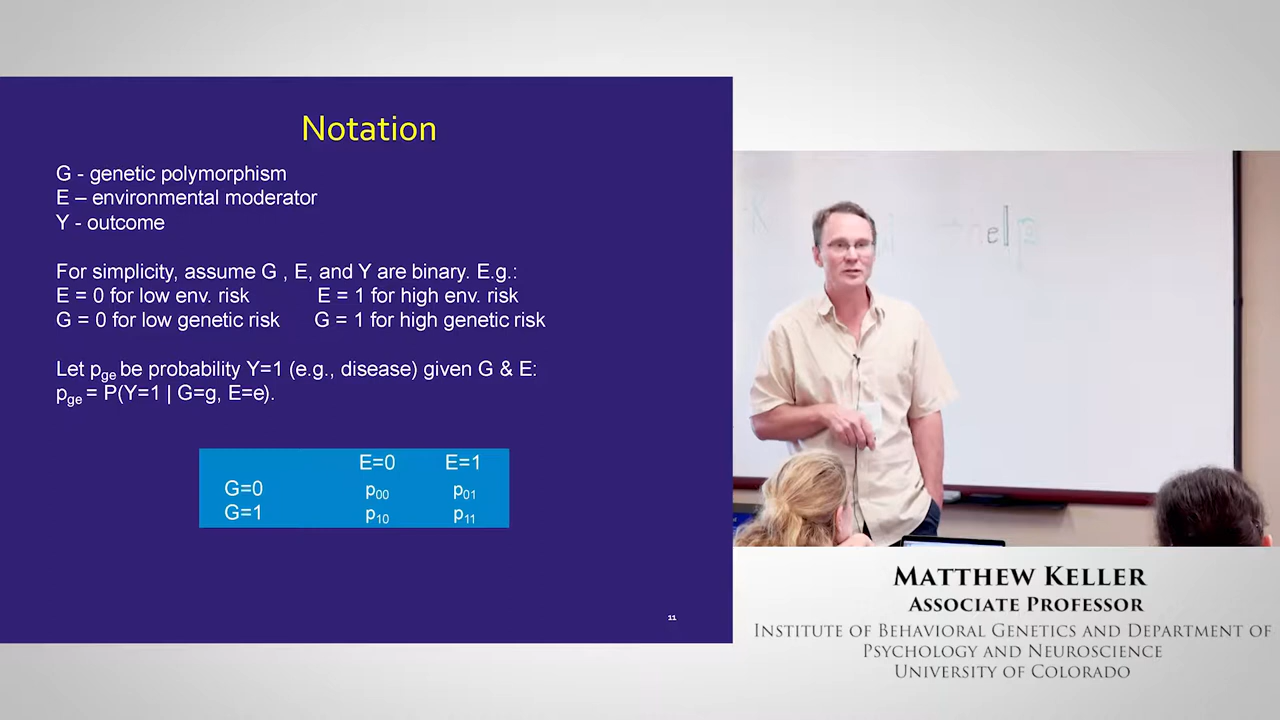 Notation
G - genetic polymorphism
E – environmental moderator
Y - outcome
For simplicity, assume G , E, and Y are binary. E.g.:
E = 0 for low env. risk E = 1 for high env. risk
G = 0 for low genetic risk G = 1 for high genetic risk
Let pge be probability Y=1 (e.g., disease) given G & E:
pge = P(Y=1 | G=g, E=e).
E=0 E=1
G=0 p00 p01
G=1 p10 p11
11
MATTHEW KELLER
ASSOCIATE PROFESSOR
INSTITUTE OF BEHAVIORAL GENETICS AND DEPARTMENT OF
PSYCHOLOGY AND NEUROSCIENCE
UNIVERSITY OF COLORADO